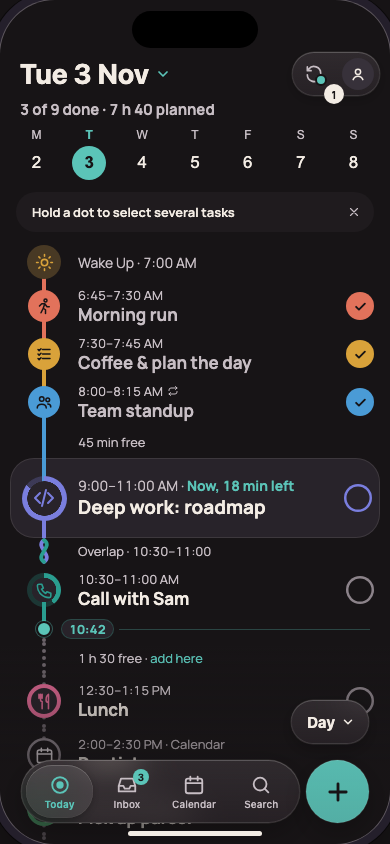 Tue 3 Nov
1
3 of 9 done · 7 h 40 planned
M T W T F S S
2 3 4 5 6 7 8
Hold a dot to select several tasks
Wake Up · 7:00 AM
6:45–7:30 AM
Morning run
7:30–7:45 AM
Coffee & plan the day
8:00–8:15 AM
Team standup
45 min free
9:00–11:00 AM · Now, 18 min left
Deep work: roadmap
Overlap · 10:30–11:00
10:30–11:00 AM
Call with Sam
10:42
1 h 30 free · add here
12:30–1:15 PM
Lunch
Day
2:00–2:30 PM · Calendar
3
Today Inbox Calendar Search